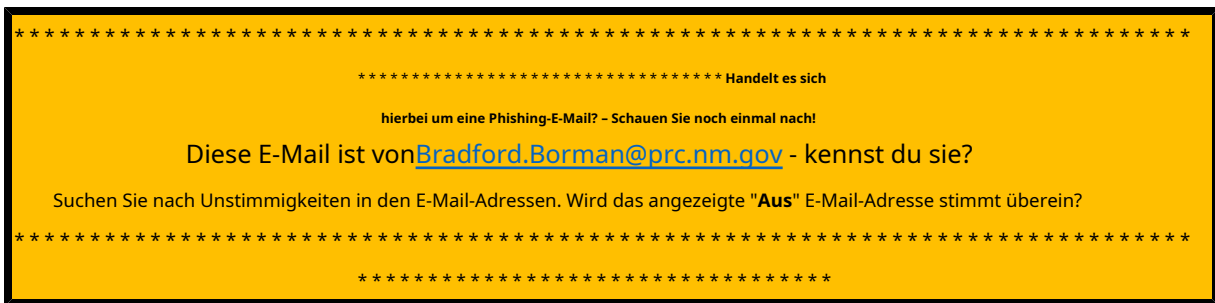 * * * * * * * * * * * * * * * * * * * * * * * * * * * * * * * * * * * * * * * * * * * * * * * * * * * * * * * * * * * * * * * * * * * * * * * * * * * * * *
* * * * * * * * * * * * * * * * * * * * * * * * * * * * * * * * * * Handelt es sich
hierbei um eine Phishing-E-Mail? – Schauen Sie noch einmal nach!
Diese E-Mail ist vonBradford.Borman@prc.nm.gov - kennst du sie?
Suchen Sie nach Unstimmigkeiten in den E-Mail-Adressen. Wird das angezeigte "Aus" E-Mail-Adresse stimmt überein?
* * * * * * * * * * * * * * * * * * * * * * * * * * * * * * * * * * * * * * * * * * * * * * * * * * * * * * * * * * * * * * * * * * * * * * * * * * * * * *
* * * * * * * * * * * * * * * * * * * * * * * * * * * * * * * *